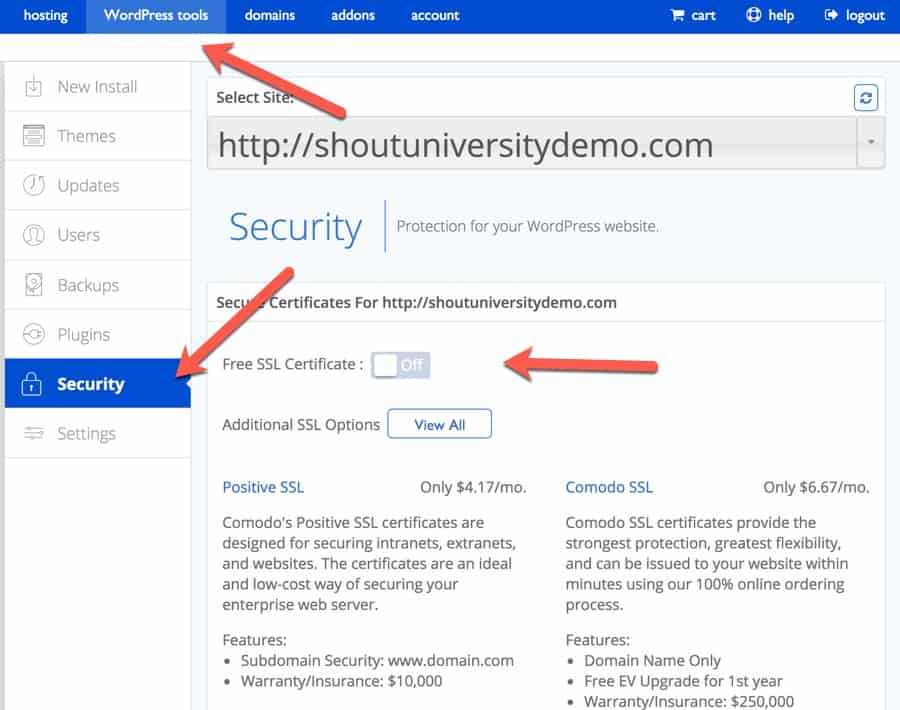 hosting WordPress tools domains addons account cart help logout
New Install
Themes
Updates
Users
Backups
Plugins
Security
Settings
Select Site:
http://shoutuniversitydemo.com
Security Protection for your WordPress website.
Secure Certificates For http://shoutuniversitydemo.com
Free SSL Certificate : Off
Additional SSL Options View All
Positive SSL Only $4.17/mo.
Comodo's Positive SSL certificates are
designed for securing intranets, extranets,
and websites. The certificates are an ideal
and low-cost way of securing your
enterprise web server.
Features:
• Subdomain Security: www.domain.com
• Warranty/Insurance: $10,000
Comodo SSL Only $6.67/mo.
Comodo SSL certificates provide the
strongest protection, greatest flexibility,
and can be issued to your website within
minutes using our 100% online ordering
process.
Features:
• Domain Name Only
• Free EV Upgrade for 1st year
• Warranty/Insurance: $250,000